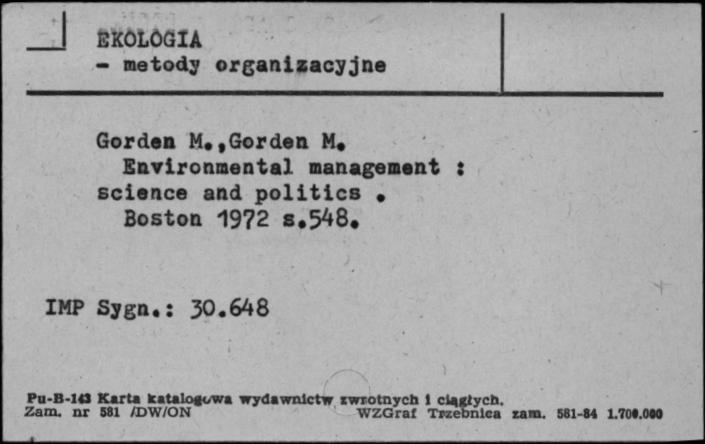 EKOLOGIA
- metody organizacyjne
Gorden M.,Gorden M.
Environmental management :
science and politics .
Boston 1972 s.548.
IMP Sygn.: 30.648
Pu-B-143 Karta katalogowa wydawnictw zwrotnych i ciągłych.
Zam. nr 581 /DW/ON WZGraf Trzebnica zam. 581-84 1.700.000